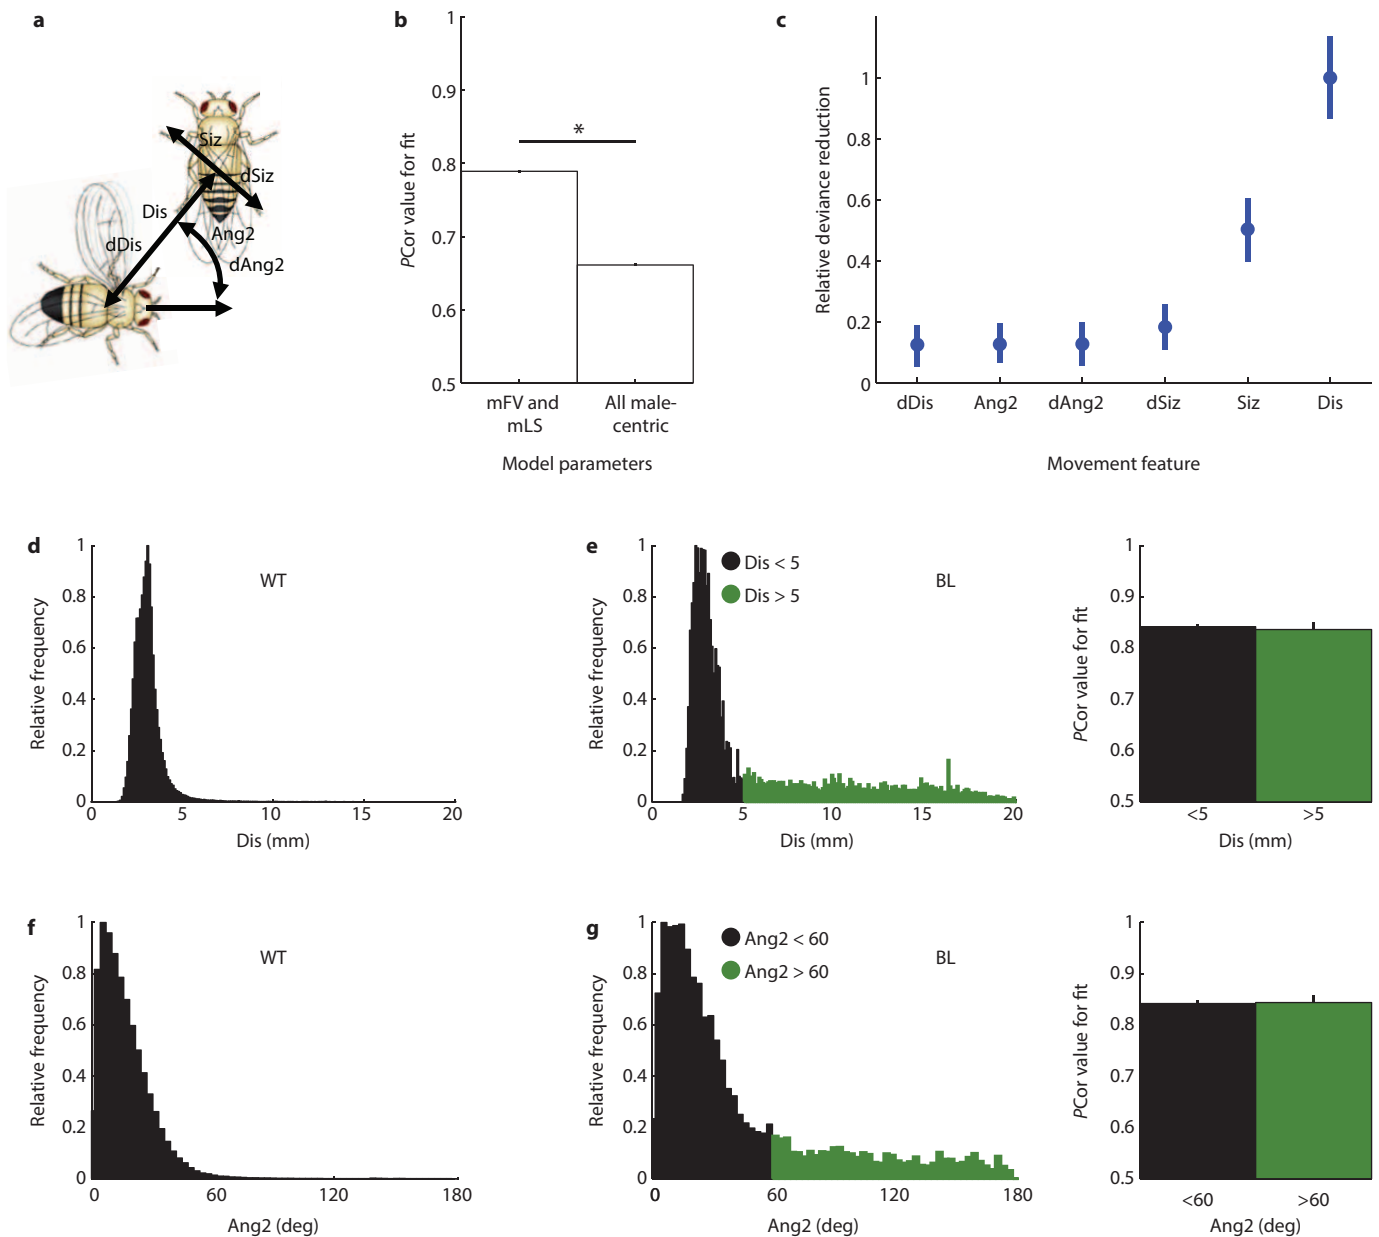 a
Siz
dSiz
Dis
dDis
Ang2
dAng2
b
1
0.9
0.8
0.7
0.6
0.5
PCor value for fit
*
mFV and
mLS
All male-
centric
Model parameters
c
1
0.8
0.6
0.4
0.2
0
Relative deviance reduction
dDis Ang2 dAng2 dSiz Siz Dis
Movement feature
d
1
0.8
0.6
0.4
0.2
0
Relative frequency
WT
0 5 10 15 20
Dis (mm)
e
1
0.8
0.6
0.4
0.2
0
Relative frequency
Dis < 5
Dis > 5
BL
0 5 10 15 20
Dis (mm)
1
0.9
0.8
0.7
0.6
0.5
PCor value for fit
<5 >5
Dis (mm)
f
1
0.8
0.6
0.4
0.2
0
Relative frequency
WT
0 60 120 180
Ang2 (deg)
g
1
0.8
0.6
0.4
0.2
0
Relative frequency
Ang2 < 60
Ang2 > 60
BL
0 60 120 180
Ang2 (deg)
1
0.9
0.8
0.7
0.6
0.5
PCor value for fit
<60 >60
Ang2 (deg)